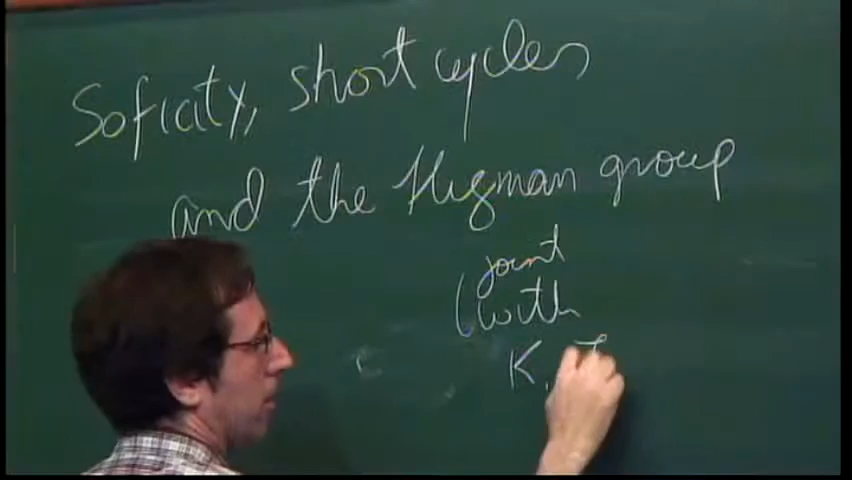 Soficity, short cycles
and the Higman group
joint
(with
K.